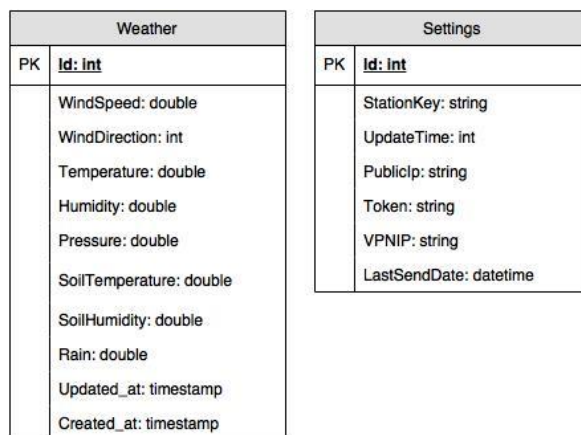 Weather
PK Id: int
WindSpeed: double
WindDirection: int
Temperature: double
Humidity: double
Pressure: double
SoilTemperature: double
SoilHumidity: double
Rain: double
Updated_at: timestamp
Created_at: timestamp
Settings
PK Id: int
StationKey: string
UpdateTime: int
PublicIp: string
Token: string
VPNIP: string
LastSendDate: datetime